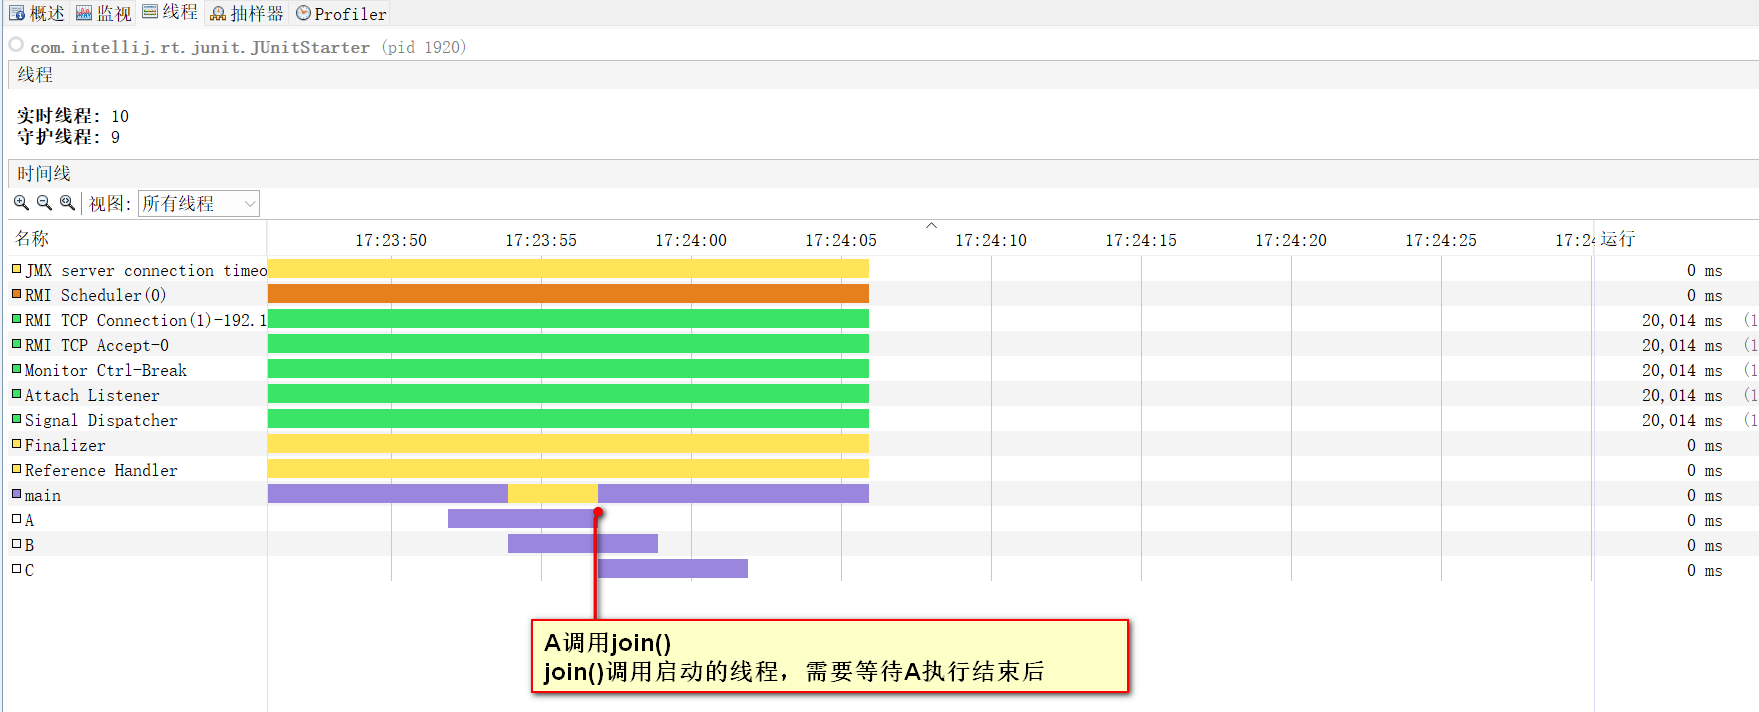 概述 监视 线程 抽样器 Profiler
com.intellij.rt.junit.JUnitStarter (pid 1920)
线程
实时线程: 10
守护线程: 9
时间线
视图: 所有线程
名称 17:23:50 17:23:55 17:24:00 17:24:05 17:24:10 17:24:15 17:24:20 17:24:25 17:24 运行
JMX server connection timeo 0 ms
RMI Scheduler(0) 0 ms
RMI TCP Connection(1)-192.1 20,014 ms (1
RMI TCP Accept-0 20,014 ms (1
Monitor Ctrl-Break 20,014 ms (1
Attach Listener 20,014 ms (1
Signal Dispatcher 20,014 ms (1
Finalizer 0 ms
Reference Handler 0 ms
main 0 ms
A 0 ms
B 0 ms
C 0 ms
A调用join()
join()调用启动的线程，需要等待A执行结束后